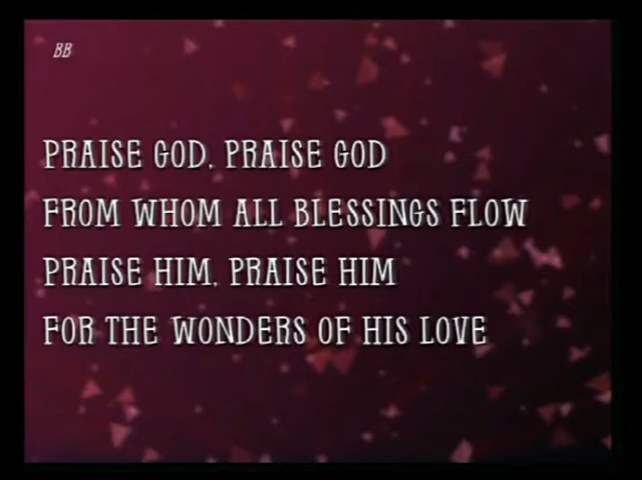 BB
PRAISE GOD, PRAISE GOD
FROM WHOM ALL BLESSINGS FLOW
PRAISE HIM, PRAISE HIM
FOR THE WONDERS OF HIS LOVE